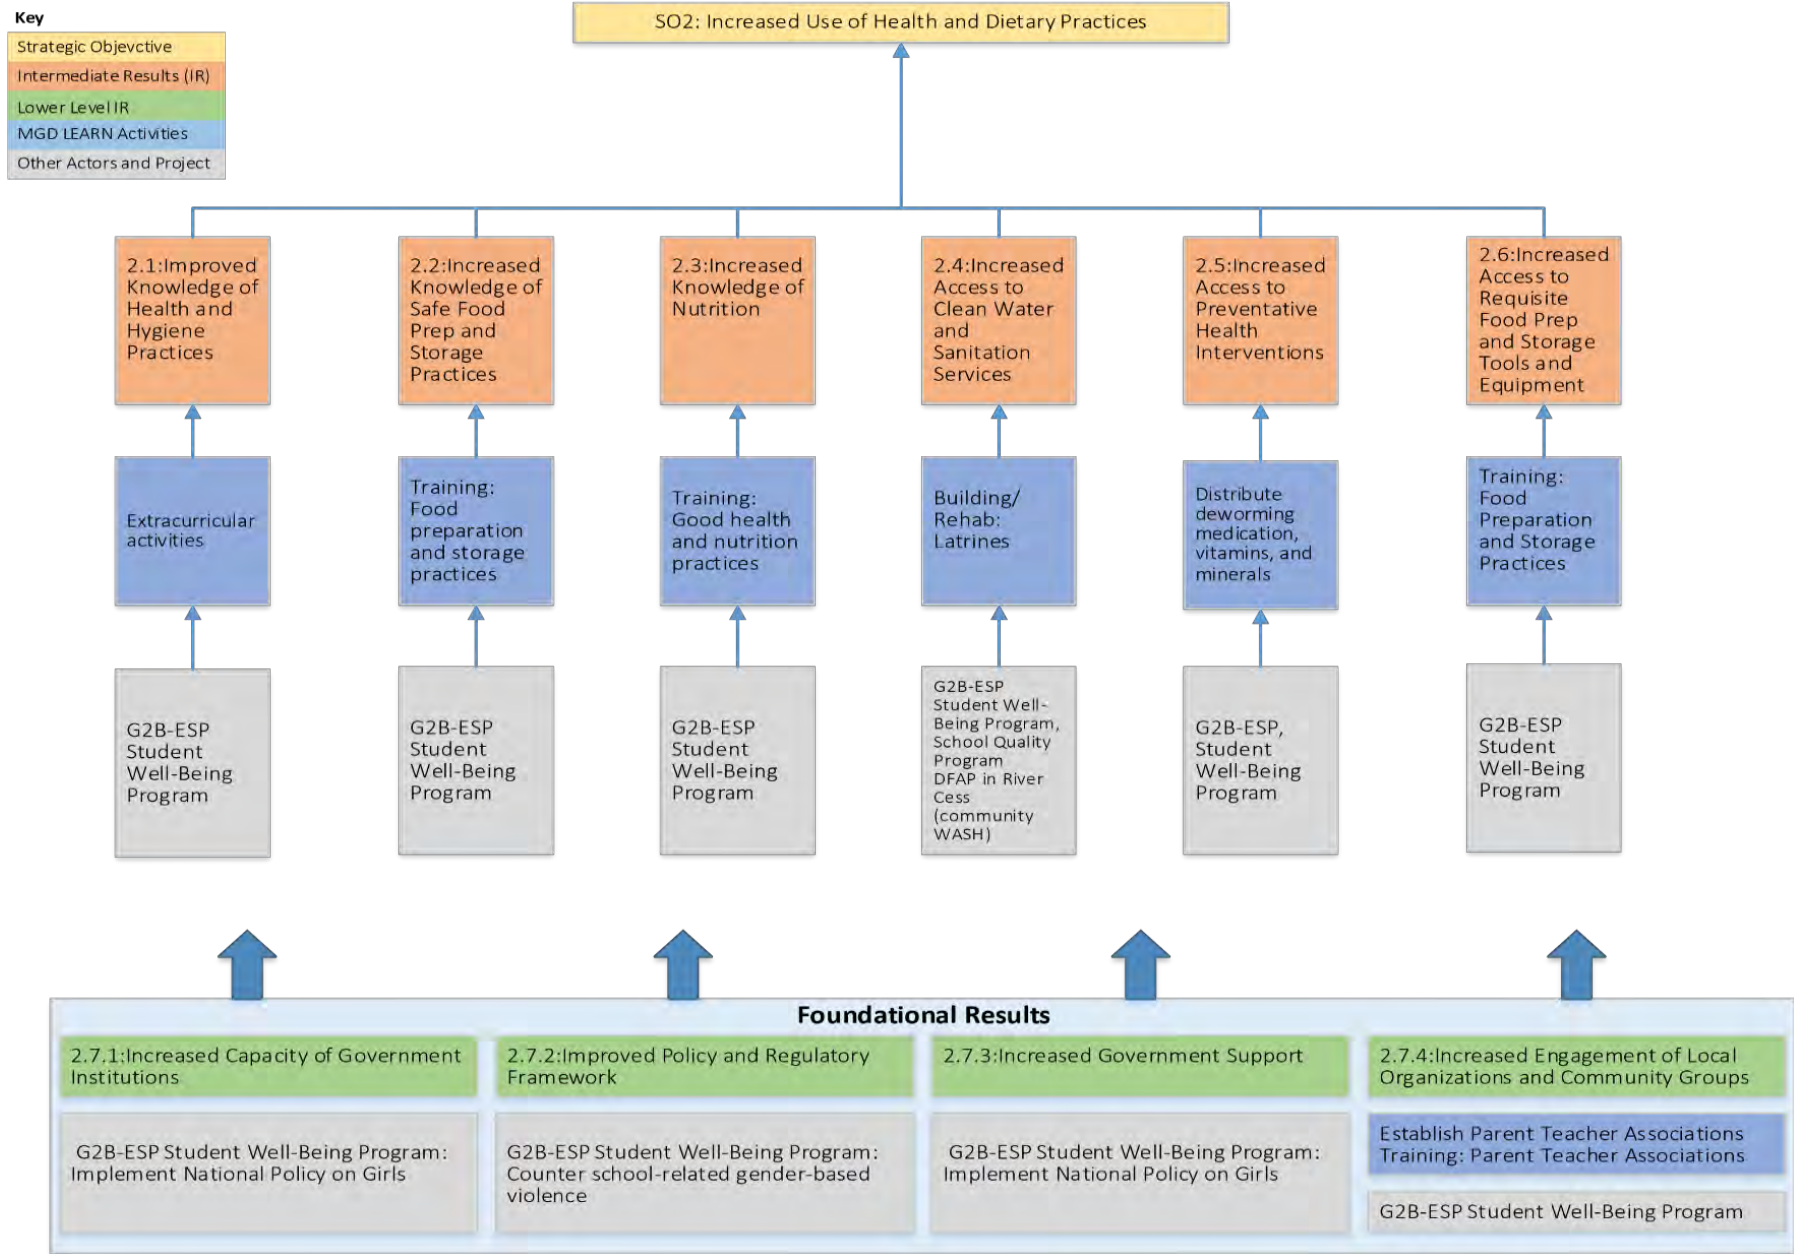 Key
Strategic Objevctive
Intermediate Results (IR)
Lower Level IR
MGD LEARN Activities
Other Actors and Project
SO2: Increased Use of Health and Dietary Practices
2.1:Improved
Knowledge of
Health and
Hygiene
Practices
2.2:Increased
Knowledge of
Safe Food
Prep and
Storage
Practices
2.3:Increased
Knowledge of
Nutrition
2.4:Increased
Access to
Clean Water
and
Sanitation
Services
2.5:Increased
Access to
Preventative
Health
Interventions
2.6:Increased
Access to
Requisite
Food Prep
and Storage
Tools and
Equipment
Extracurricular
activities
Training:
Food
preparation
and storage
practices
Training:
Good health
and nutrition
practices
Building/
Rehab:
Latrines
Distribute
deworming
medication,
vitamins, and
minerals
Training:
Food
Preparation
and Storage
Practices
G2B-ESP
Student
Well-Being
Program
G2B-ESP
Student
Well-Being
Program
G2B-ESP
Student
Well-Being
Program
G2B-ESP
Student Well-
Being Program,
School Quality
Program
DFAP in River
Cess
(community
WASH)
G2B-ESP,
Student
Well-Being
Program
G2B-ESP
Student
Well-Being
Program
Foundational Results
2.7.1:Increased Capacity of Government
Institutions
2.7.2:Improved Policy and Regulatory
Framework
2.7.3:Increased Government Support
2.7.4:Increased Engagement of Local
Organizations and Community Groups
G2B-ESP Student Well-Being Program:
Implement National Policy on Girls
G2B-ESP Student Well-Being Program:
Counter school-related gender-based
violence
G2B-ESP Student Well-Being Program:
Implement National Policy on Girls
Establish Parent Teacher Associations
Training: Parent Teacher Associations
G2B-ESP Student Well-Being Program